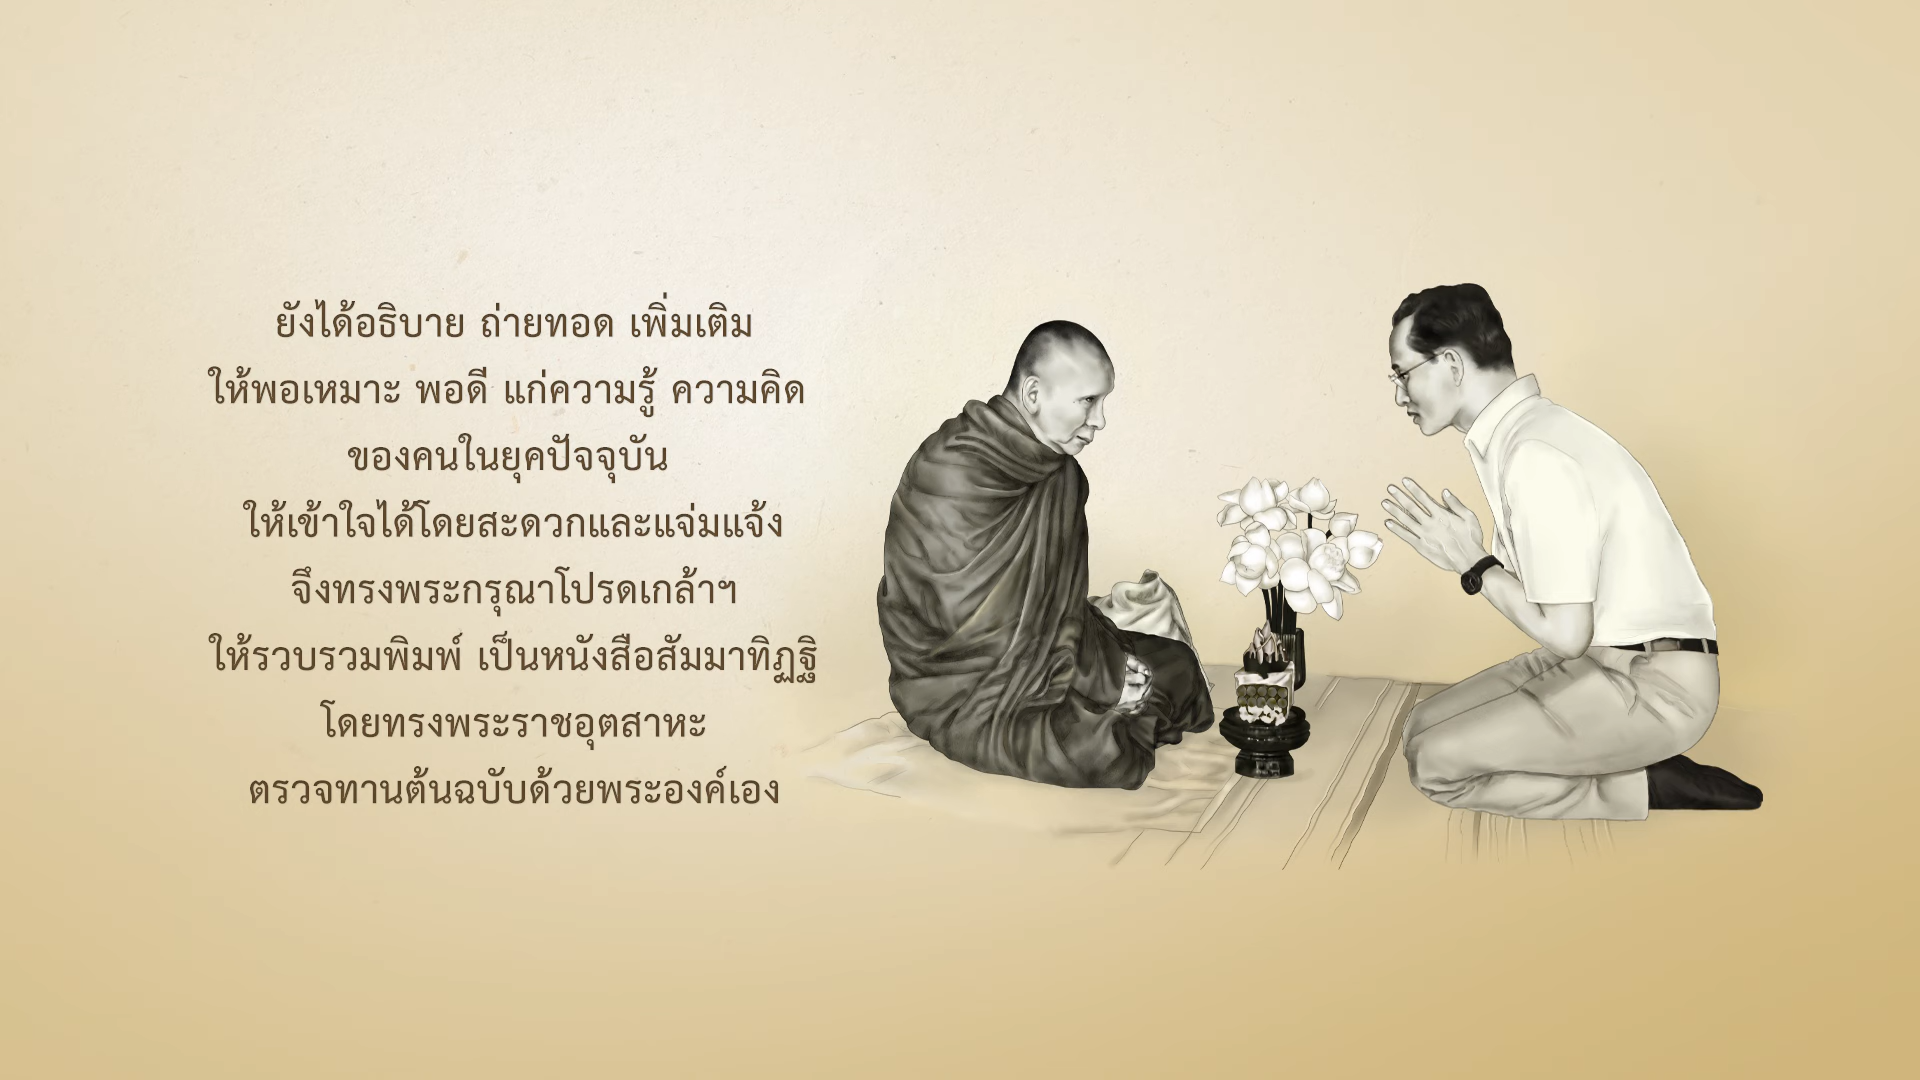 ยังได้อธิบาย ถ่ายทอด เพิ่มเติม
ให้พอเหมาะ พอดี แก่ความรู้ ความคิด
ของคนในยุคปัจจุบัน
ให้เข้าใจได้โดยสะดวกและแจ่มแจ้ง
จึงทรงพระกรุณาโปรดเกล้าฯ
ให้รวบรวมพิมพ์ เป็นหนังสือสัมมาทิฏฐิ
โดยทรงพระราชอุตสาหะ
ตรวจทานต้นฉบับด้วยพระองค์เอง